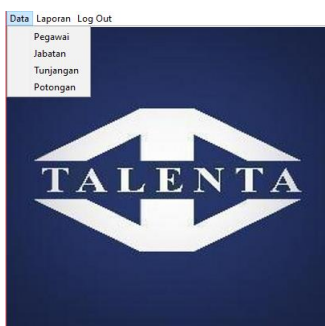 Data Laporan Log Out
Pegawai
Jabatan
Tunjangan
Potongan
TALENTA